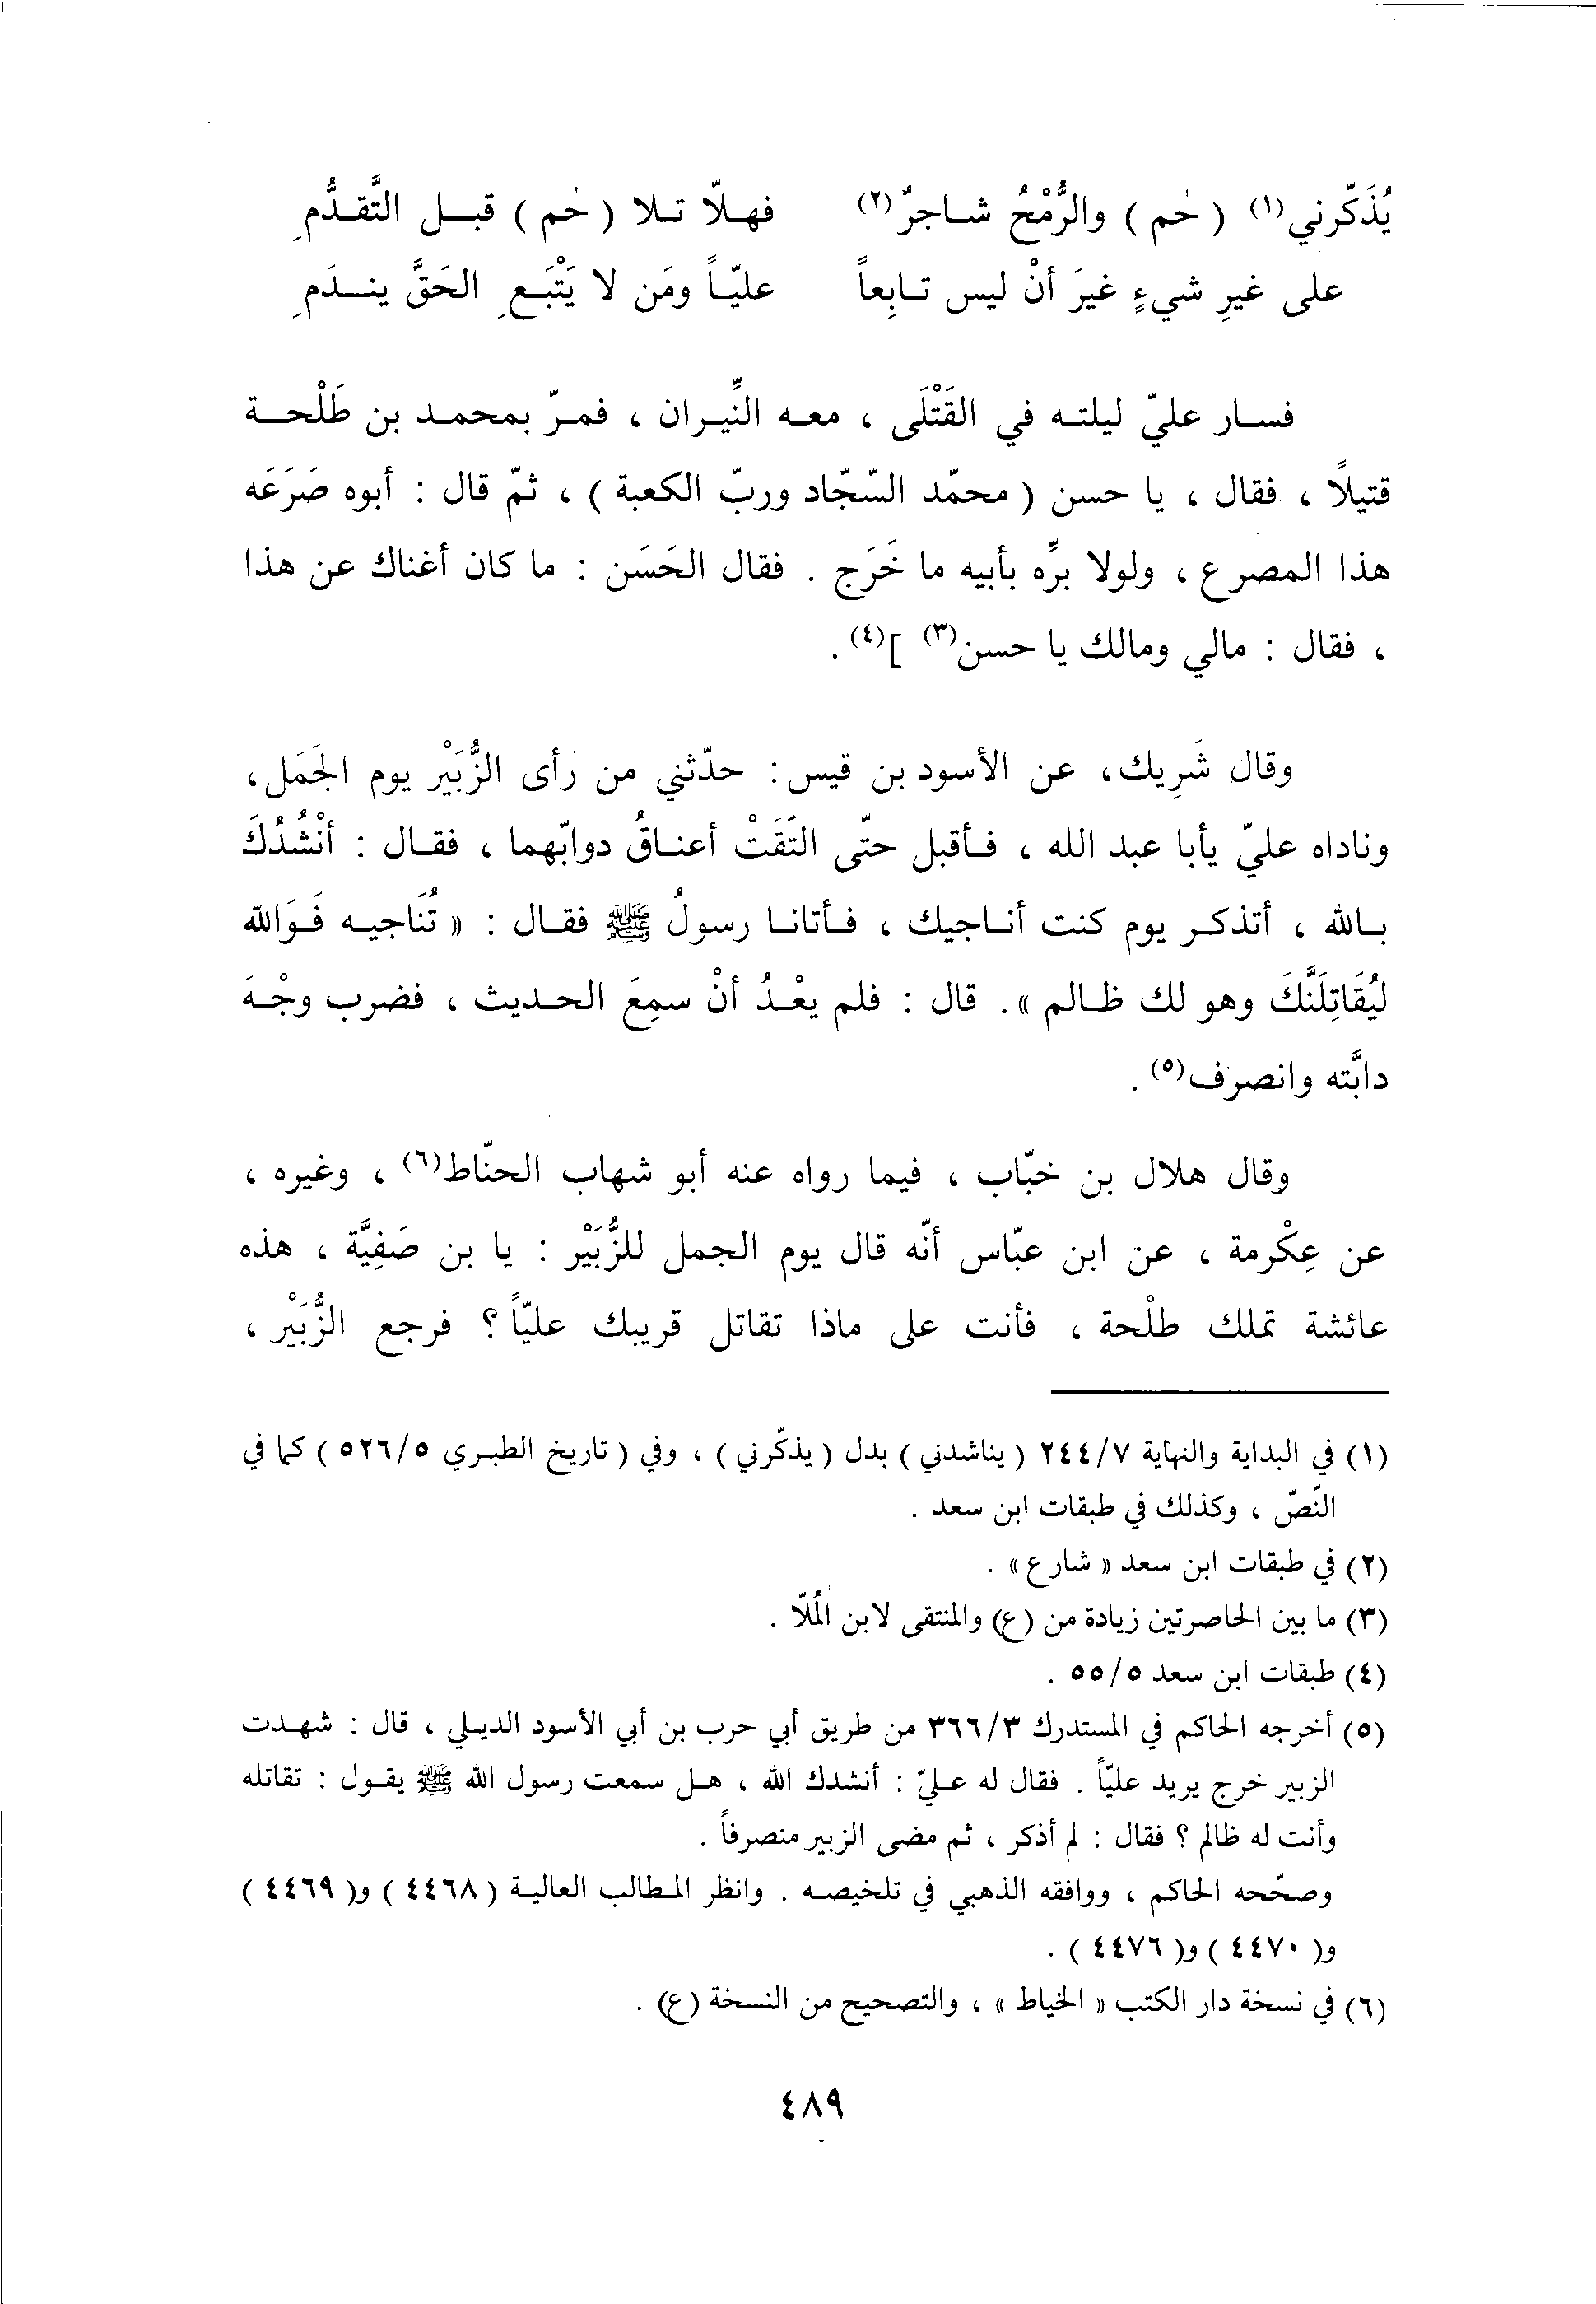 يُذَكّرني(١) ( حٰم ) والرُّمْحُ شاجرٌ(٢) فهلاّ تلا ( حٰم ) قبل التَّقدُّمِ
على غيرِ شيءٍ غيرَ أنْ ليس تابِعاً عليّاً ومَن لا يَتْبَعِ الحَقَّ يندَمِ
فسار عليّ ليلته في القَتْلَى ، معه النِّيران ، فمرّ بمحمد بن طَلْحة
قتيلاً ، فقال ، يا حسن ( محمّد السّجّاد وربّ الكعبة ) ، ثمّ قال : أبوه صَرَعَه
هذا المصرع ، ولولا برِّه بأبيه ما خَرَج . فقال الحَسَن : ما كان أغناك عن هذا
، فقال : مالي ومالك يا حسن(٣) ](٤) .
وقال شَرِيك، عن الأسود بن قيس: حدّثني من رأى الزُّبَيْر يوم الجَمَل،
وناداه عليّ يأبا عبد الله ، فأقبل حتّى التَقَتْ أعناقُ دوابّهما ، فقال : أنْشُدُكَ
بالله ، أتذكر يوم كنت أناجيك ، فأتانا رسولُ ﷺ فقال : « تُنَاجيه فَوَالله
ليُقَاتِلَنَّكَ وهو لك ظالم » . قال : فلم يعْدُ أنْ سمِعَ الحديث ، فضرب وجْهَ
دابَّته وانصرف(٥) .
وقال هلال بن خبّاب ، فيما رواه عنه أبو شهاب الحنّاط(٦) ، وغيره ،
عن عِكْرمة ، عن ابن عبّاس أنّه قال يوم الجمل للزُّبَيْر : يا بن صَفِيَّة ، هذه
عائشة تملك طلْحة ، فأنت على ماذا تقاتل قريبك عليّاً ؟ فرجع الزُّبَيْر ،
(١) في البداية والنهاية ٢٤٤/٧ ( يناشدني ) بدل ( يذكّرني ) ، وفي ( تاريخ الطبري ٥٢٦/٥ ) كما في
النّصّ ، وكذلك في طبقات ابن سعد .
(٢) في طبقات ابن سعد « شارع » .
(٣) ما بين الحاصرتين زيادة من (ع) والمنتقى لابن المُلّا .
(٤) طبقات ابن سعد ٥٥/٥ .
(٥) أخرجه الحاكم في المستدرك ٣٦٦/٣ من طريق أبي حرب بن أبي الأسود الديلي ، قال : شهدت
الزبير خرج يريد عليّاً . فقال له عليّ : أنشدك الله ، هل سمعت رسول الله ﷺ يقول : تقاتله
وأنت له ظالم ؟ فقال : لم أذكر ، ثم مضى الزبير منصرفاً .
وصحّحه الحاكم ، ووافقه الذهبي في تلخيصه . وانظر المطالب العالية ( ٤٤٦٨ ) و( ٤٤٦٩ )
و( ٤٤٧٠ ) و( ٤٤٧٦ ) .
(٦) في نسخة دار الكتب « الخياط » ، والتصحيح من النسخة (ع) .
٤٨٩